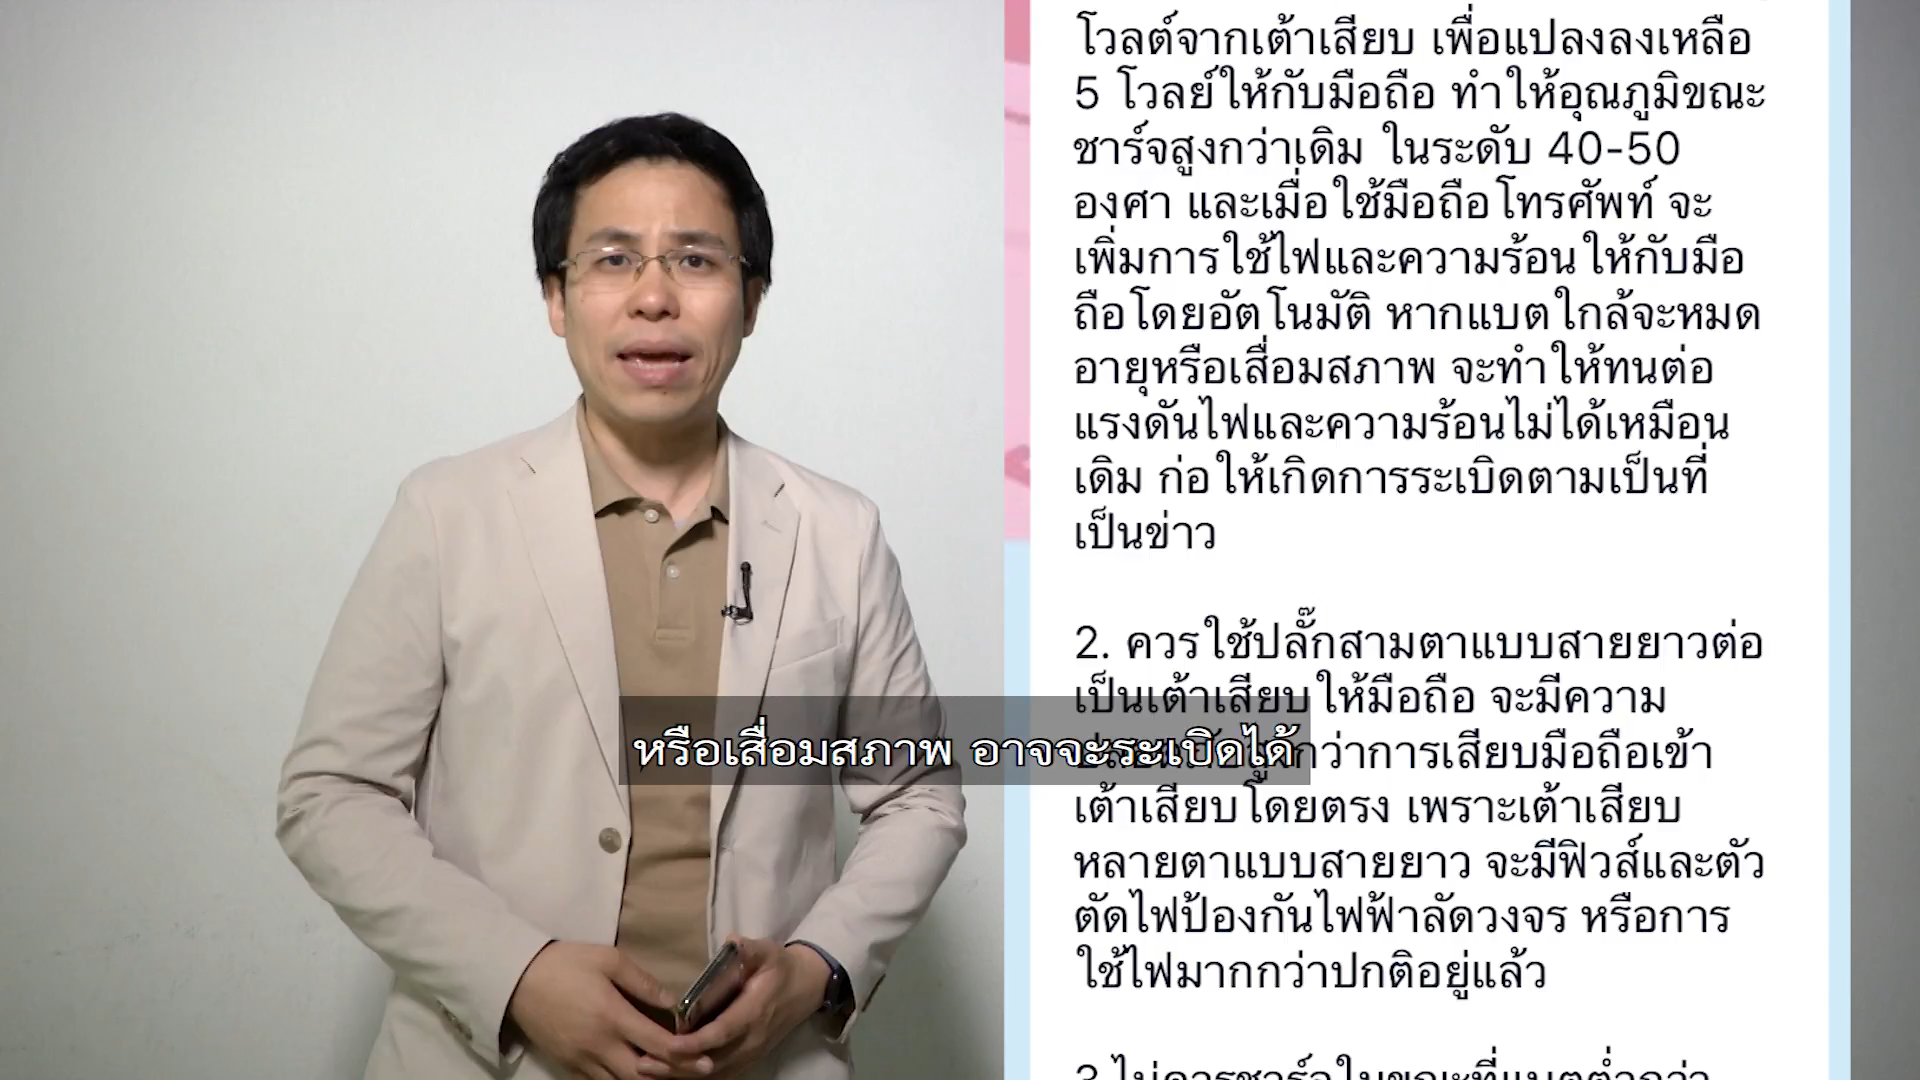 โวลต์จากเต้าเสียบ เพื่อแปลงลงเหลือ
5 โวลย์ให้กับมือถือ ทำให้อุณภูมิขณะ
ชาร์จสูงกว่าเดิม ในระดับ 40-50
องศา และเมื่อใช้มือถือโทรศัพท์ จะ
เพิ่มการใช้ไฟและความร้อนให้กับมือ
ถือโดยอัตโนมัติ หากแบตใกล้จะหมด
อายุหรือเสื่อมสภาพ จะทำให้ทนต่อ
แรงดันไฟและความร้อนไม่ได้เหมือน
เดิม ก่อให้เกิดการระเบิดตามเป็นที่
เป็นข่าว
2. ควรใช้ปลั๊กสามตาแบบสายยาวต่อ
เป็นเต้าเสียบให้มือถือ จะมีความ
กว่าการเสียบมือถือเข้า
เต้าเสียบโดยตรง เพราะเต้าเสียบ
หลายตาแบบสายยาว จะมีฟิวส์และตัว
ตัดไฟป้องกันไฟฟ้าลัดวงจร หรือการ
ใช้ไฟมากกว่าปกติอยู่แล้ว
หรือเสื่อมสภาพ อาจจะระเบิดได้